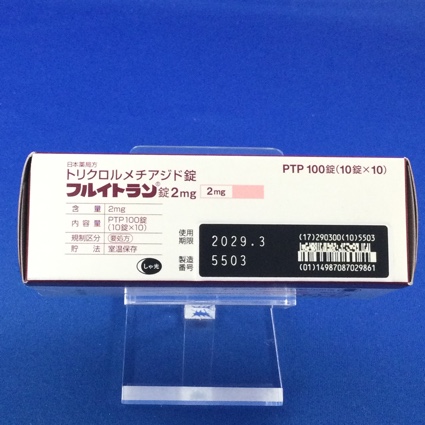 日本薬局方
トリクロルメチアジド錠
フルイトラン®錠2mg 2mg
PTP 100錠(10錠×10)
含 量 2mg
内 容 量 PTP100錠
(10錠×10)
規制区分 要処方
貯 法 室温保存
しゃ光
使用
期限 2029.3
製造
番号 5503
(17)290300(10)5503
(01)14987087029861